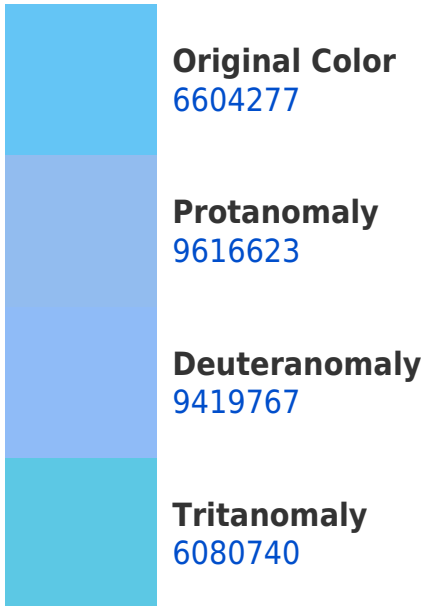 Original Color
6604277
Protanomaly
9616623
Deuteranomaly
9419767
Tritanomaly
6080740